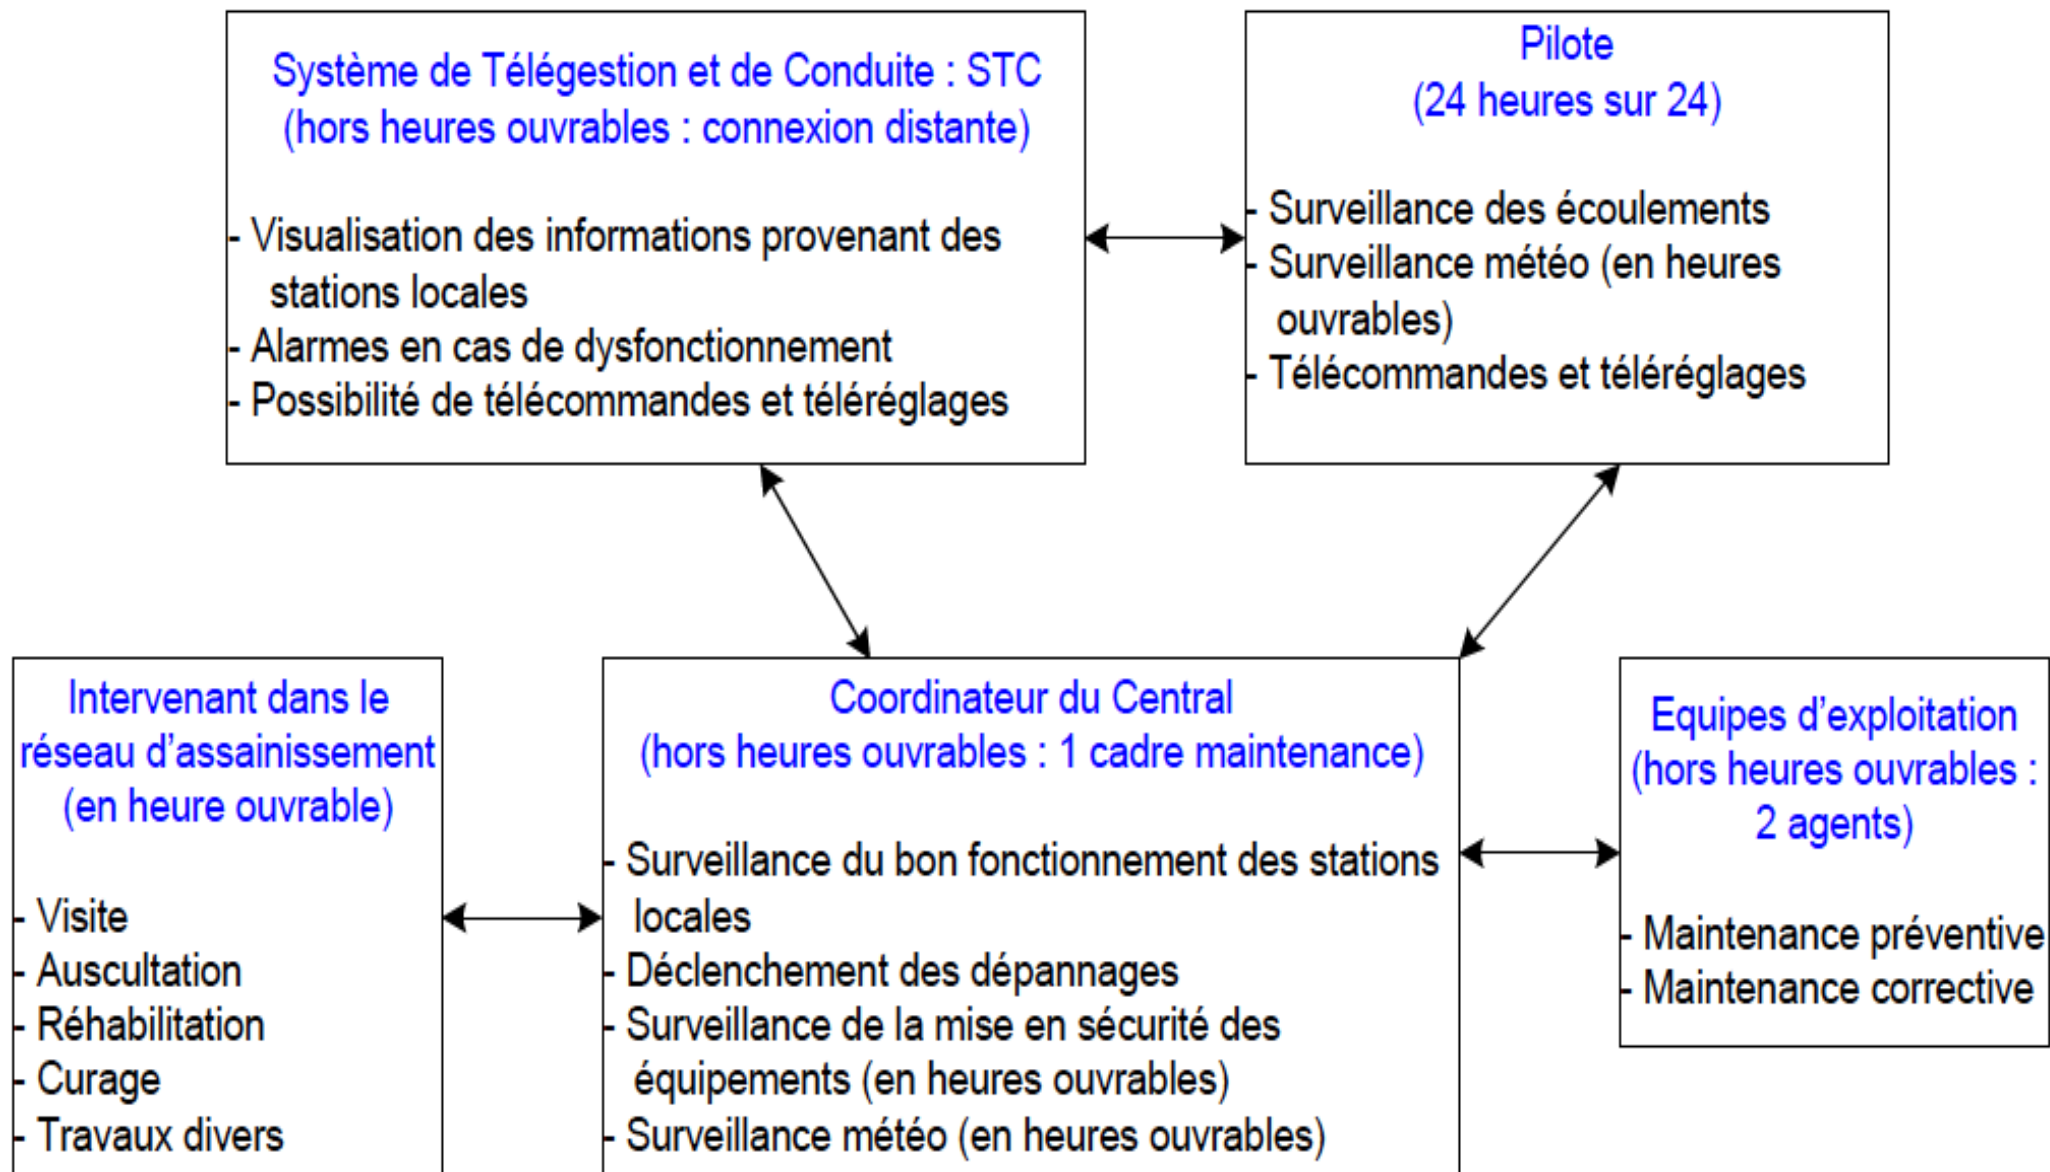 Système de Télégestion et de Conduite : STC
(hors heures ouvrables : connexion distante)
- Visualisation des informations provenant des
stations locales
- Alarmes en cas de dysfonctionnement
- Possibilité de télécommandes et téléréglages
Pilote
(24 heures sur 24)
- Surveillance des écoulements
- Surveillance météo (en heures
ouvrables)
- Télécommandes et téléréglages
Intervenant dans le
réseau d’assainissement
(en heure ouvrable)
- Visite
- Auscultation
- Réhabilitation
- Curage
- Travaux divers
Coordinateur du Central
(hors heures ouvrables : 1 cadre maintenance)
- Surveillance du bon fonctionnement des stations
locales
- Déclenchement des dépannages
- Surveillance de la mise en sécurité des
équipements (en heures ouvrables)
- Surveillance météo (en heures ouvrables)
Equipes d’exploitation
(hors heures ouvrables :
2 agents)
- Maintenance préventive
- Maintenance corrective